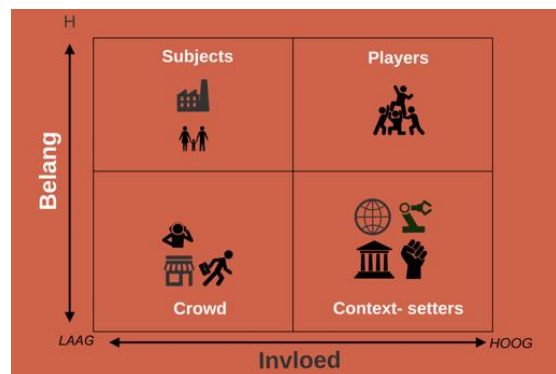 H
Subjects
Players
Belang
Crowd
Context- setters
LAAG
HOOG
Invloed